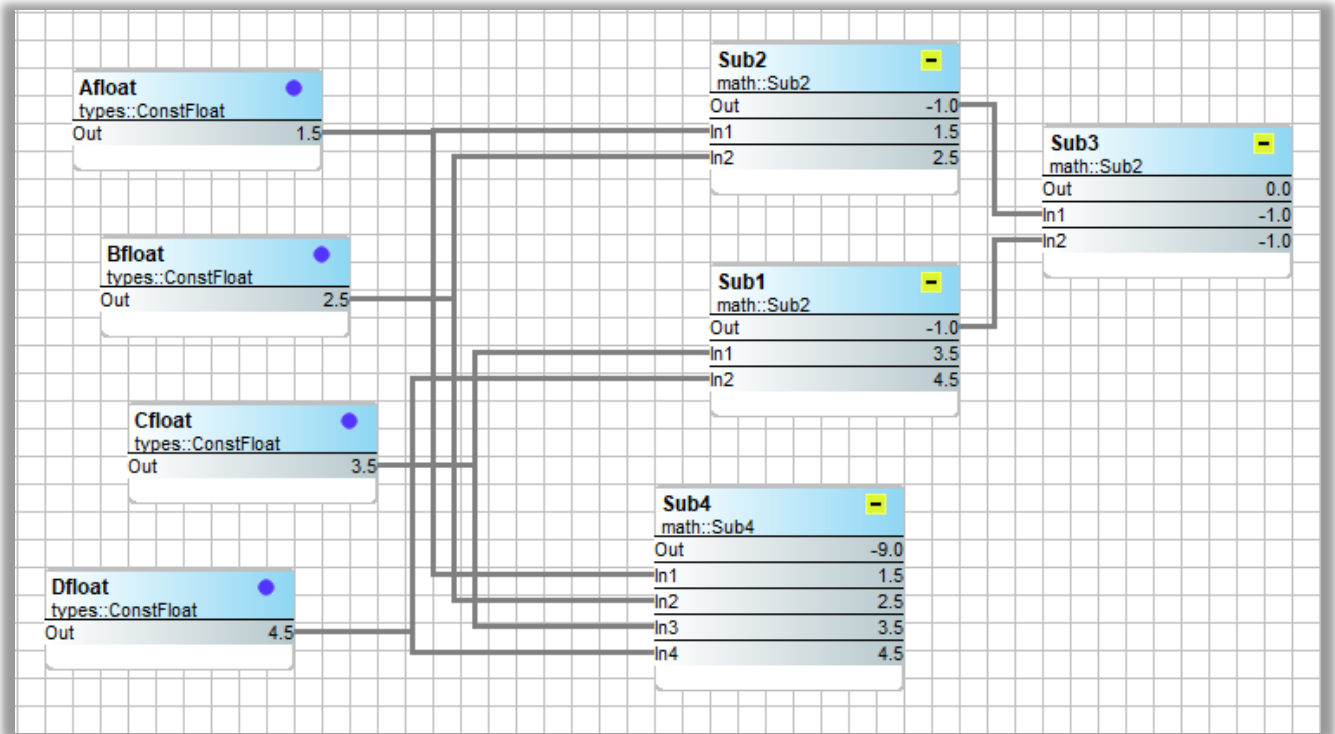 Afloat
types::ConstFloat
Out 1.5
Bfloat
types::ConstFloat
Out 2.5
Cfloat
types::ConstFloat
Out 3.5
Dfloat
types::ConstFloat
Out 4.5
Sub2
math::Sub2
Out -1.0
In1 1.5
In2 2.5
Sub1
math::Sub2
Out -1.0
In1 3.5
In2 4.5
Sub4
math::Sub4
Out -9.0
In1 1.5
In2 2.5
In3 3.5
In4 4.5
Sub3
math::Sub2
Out 0.0
In1 -1.0
In2 -1.0